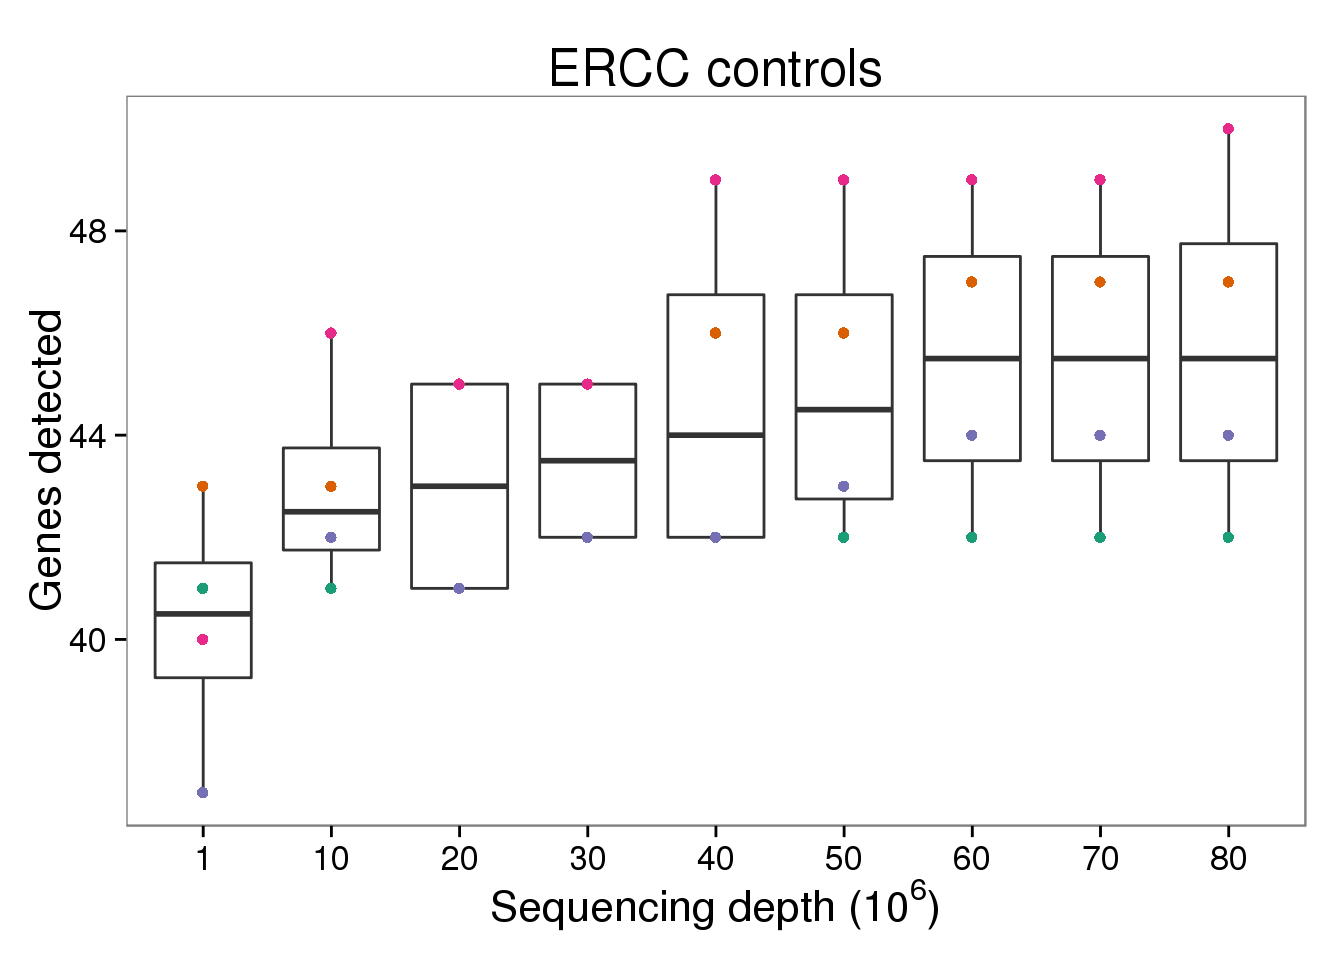 ERCC controls
Genes detected
48
44
40
1 10 20 30 40 50 60 70 80
Sequencing depth (10⁶)